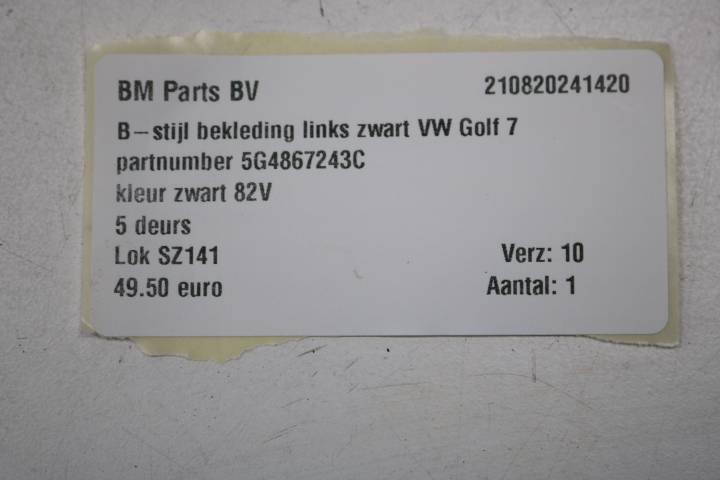 BM Parts BV 210820241420
B-stijl bekleding links zwart VW Golf 7
partnumber 5G4867243C
kleur zwart 82V
5 deurs
Lok SZ141 Verz: 10
49.50 euro Aantal: 1